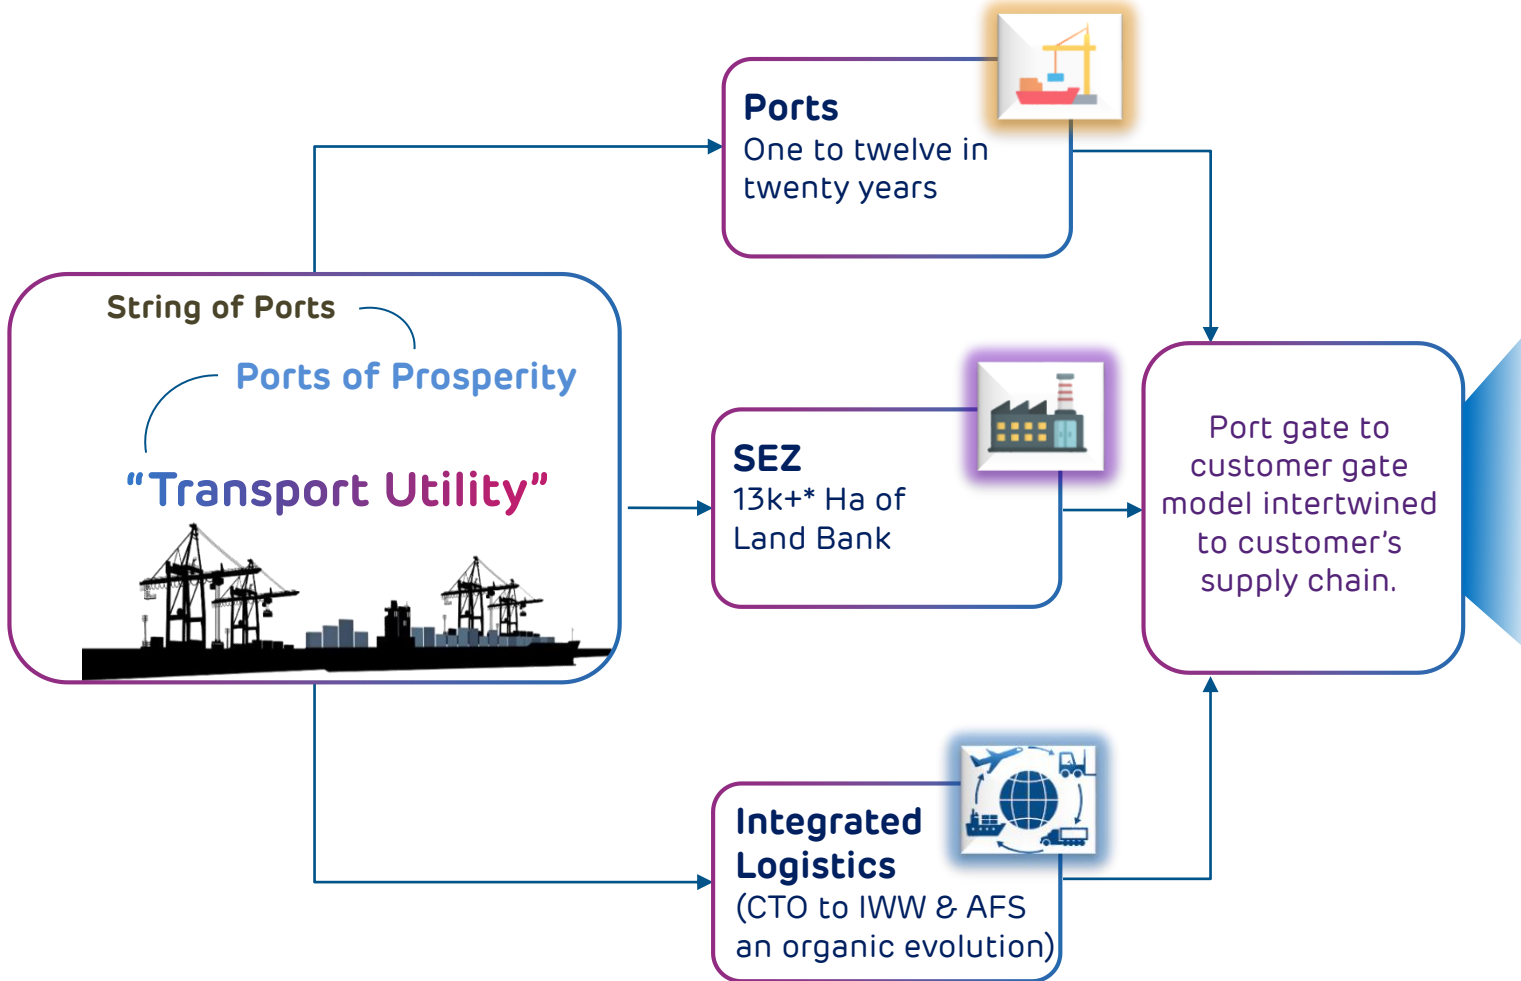 String of Ports
Ports of Prosperity
“Transport Utility”
Ports
One to twelve in
twenty years
SEZ
13k+* Ha of
Land Bank
Integrated
Logistics
(CTO to IWW & AFS
an organic evolution)
Port gate to
customer gate
model intertwined
to customer’s
supply chain.